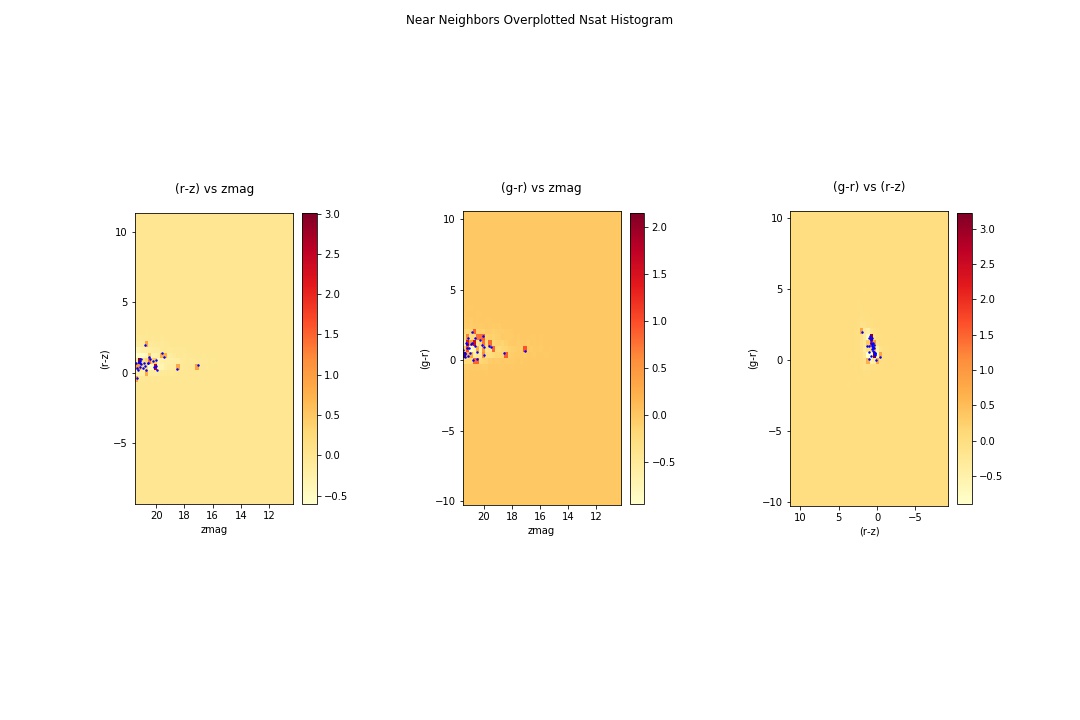 Near Neighbors Overplotted Nsat Histogram
(r-z) vs zmag
10
5
0
−5
(r-z)
20 18 16 14 12
zmag
3.0
2.5
2.0
1.5
1.0
0.5
0.0
−0.5
(g-r) vs zmag
10
5
0
−5
−10
(g-r)
20 18 16 14 12
zmag
2.0
1.5
1.0
0.5
0.0
−0.5
(g-r) vs (r-z)
10
5
0
−5
−10
(g-r)
10 5 0 −5
(r-z)
3.0
2.5
2.0
1.5
1.0
0.5
0.0
−0.5